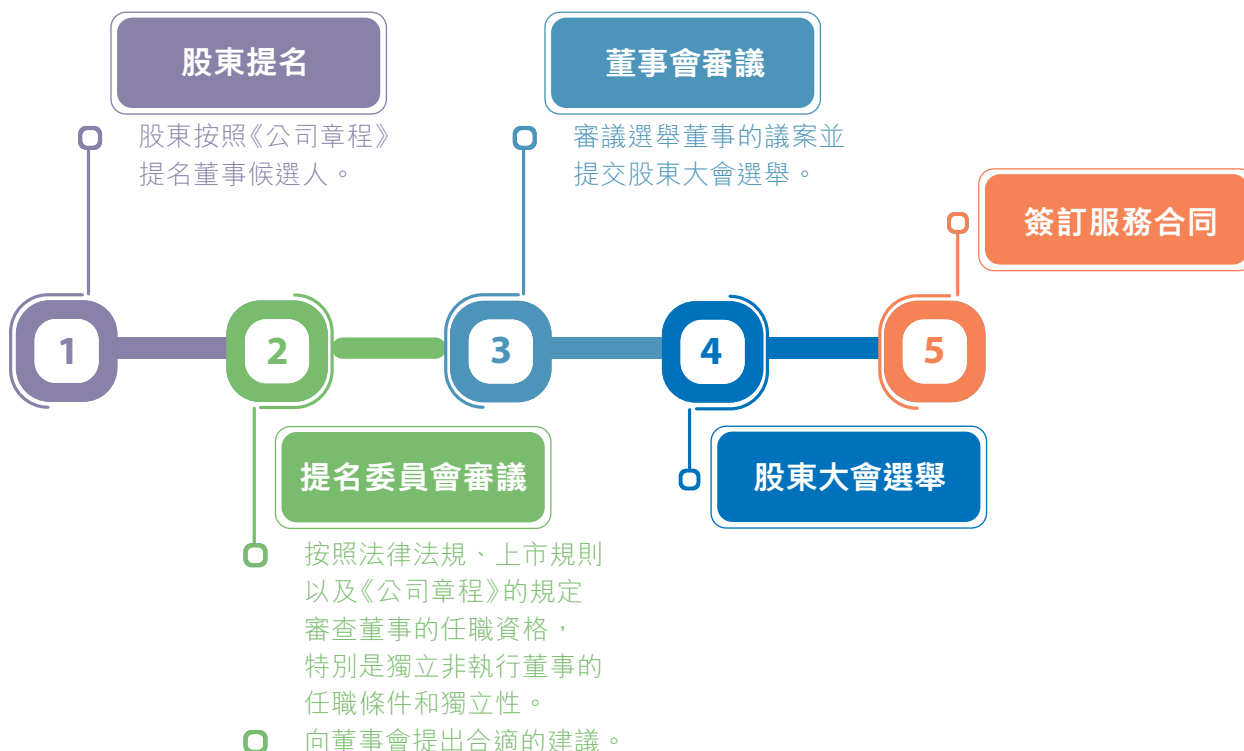 股東提名
股東按照《公司章程》
提名董事候選人。
董事會審議
審議選舉董事的議案並
提交股東大會選舉。
簽訂服務合同
1
2
3
4
5
提名委員會審議
按照法律法規、上市規則
以及《公司章程》的規定
審查董事的任職資格，
特別是獨立非執行董事的
任職條件和獨立性。
向董事會提出合適的建議。
股東大會選舉